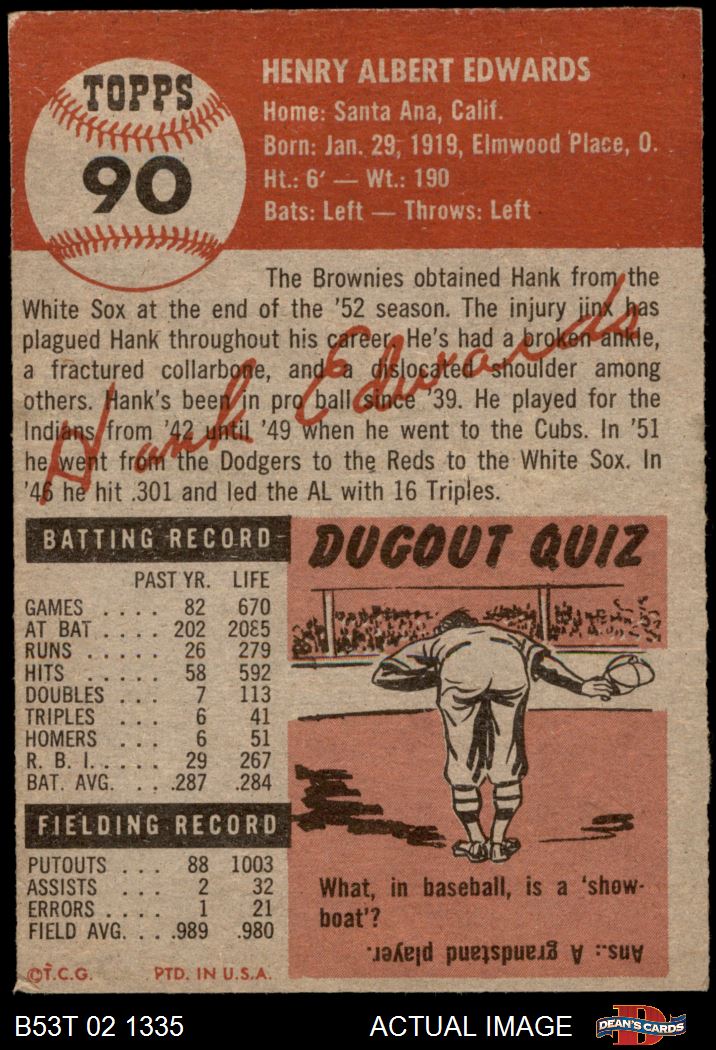 TOPPS
90
HENRY ALBERT EDWARDS
Home: Santa Ana, Calif.
Born: Jan. 29, 1919, Elmwood Place, O.
Ht.: 6′ — Wt.: 190
Bats: Left — Throws: Left
The Brownies obtained Hank from the
White Sox at the end of the '52 season. The injury jinx has
plagued Hank throughout his career. He's had a broken ankle,
a fractured collarbone, and a dislocated shoulder among
others. Hank's been in pro ball since '39. He played for the
Indians from '42 until '49 when he went to the Cubs. In '51
he went from the Dodgers to the Reds to the White Sox. In
'46 he hit .301 and led the AL with 16 Triples.
Hank Edwards
BATTING RECORD
PAST YR. LIFE
GAMES .... 82 670
AT BAT .... 202 2085
RUNS ..... 26 279
HITS ..... 58 592
DOUBLES ... 7 113
TRIPLES ... 6 41
HOMERS ... 6 51
R. B. I. .... 29 267
BAT. AVG. ... .287 .284
FIELDING RECORD
PUTOUTS ... 88 1003
ASSISTS ... 2 32
ERRORS .... 1 21
FIELD AVG. ... .989 .980
©T.C.G. PTD. IN U.S.A.
DUGOUT QUIZ
What, in baseball, is a 'show-
boat'?
Ans.: A grandstand player.
B53T 02 1335
ACTUAL IMAGE
DEAN'S CARDS